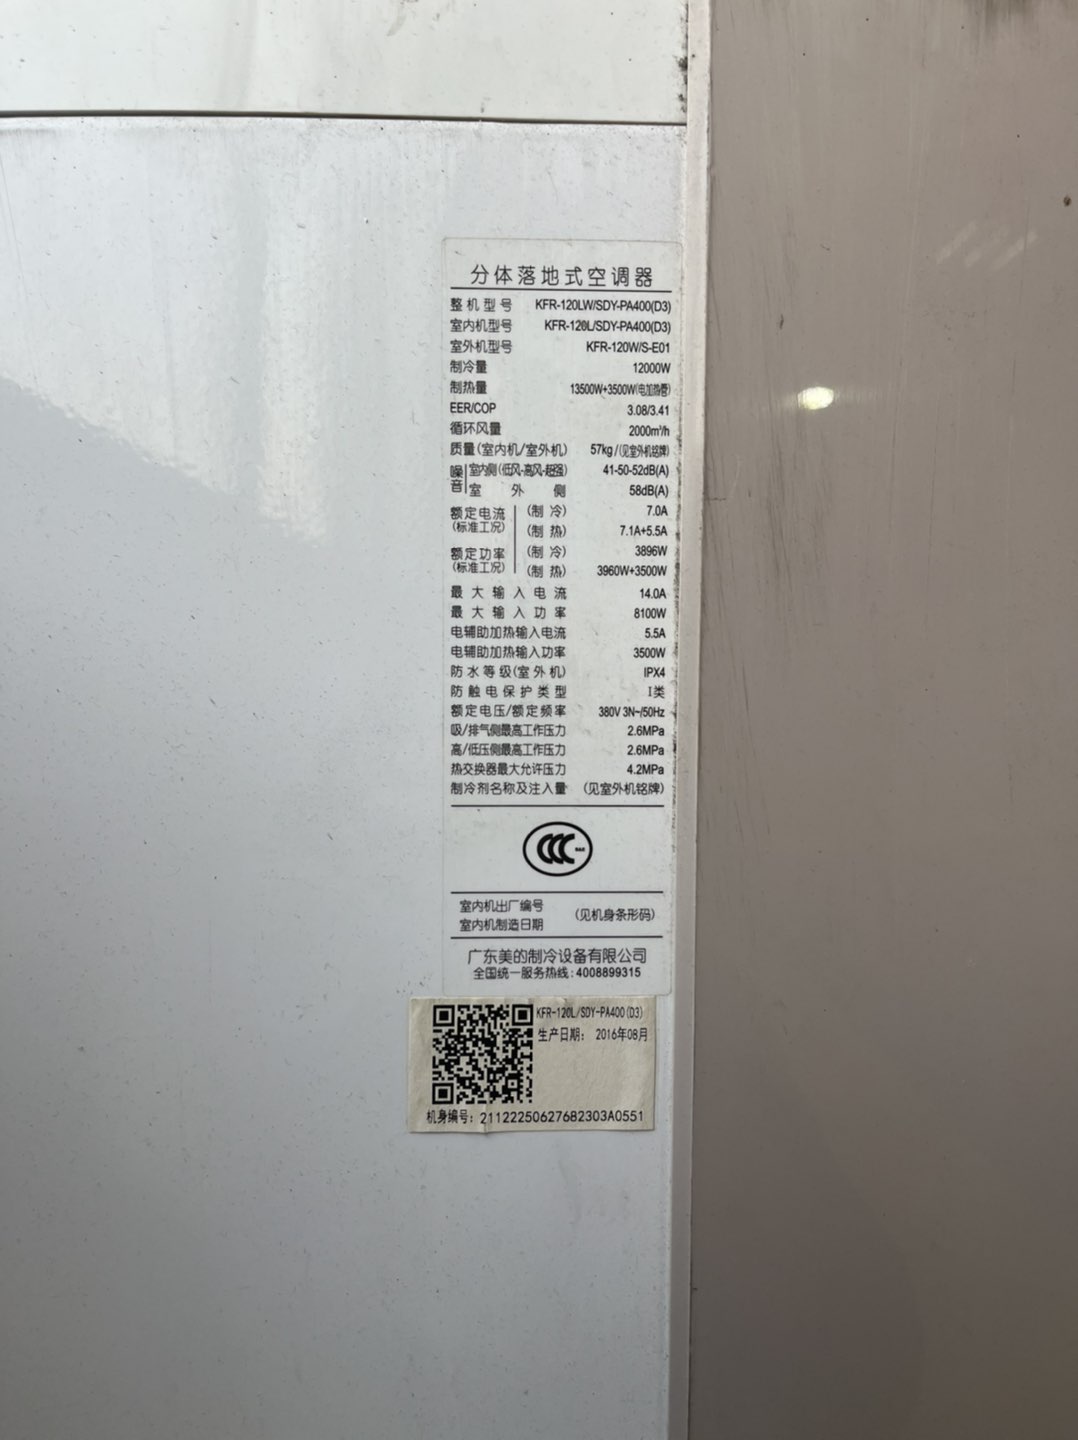 分体落地式空调器
整机型号 KFR-120LW/SDY-PA400(D3)
室内机型号 KFR-120L/SDY-PA400(D3)
室外机型号 KFR-120W/S-E01
制冷量 12000W
制热量 13500W+3500W(电加热管)
EER/COP 3.08/3.41
循环风量 2000m³/h
质量(室内机/室外机) 57kg/(见室外机铭牌)
噪音 室内侧(低风-高风-超强) 41-50-52dB(A)
室外侧 58dB(A)
额定电流(标准工况) (制冷) 7.0A
(制热) 7.1A+5.5A
额定功率(标准工况) (制冷) 3896W
(制热) 3960W+3500W
最大输入电流 14.0A
最大输入功率 8100W
电辅助加热输入电流 5.5A
电辅助加热输入功率 3500W
防水等级(室外机) IPX4
防触电保护类型 I类
额定电压/额定频率 380V 3N~/50Hz
吸/排气侧最高工作压力 2.6MPa
高/低压侧最高工作压力 2.6MPa
热交换器最大允许压力 4.2MPa
制冷剂名称及注入量 (见室外机铭牌)
CCC
室内机出厂编号
室内机制造日期 (见机身条形码)
广东美的制冷设备有限公司
全国统一服务热线:4008899315
KFR-120L/SDY-PA400(D3)
生产日期: 2016年08月
机身编号: 21122250627682303A0551